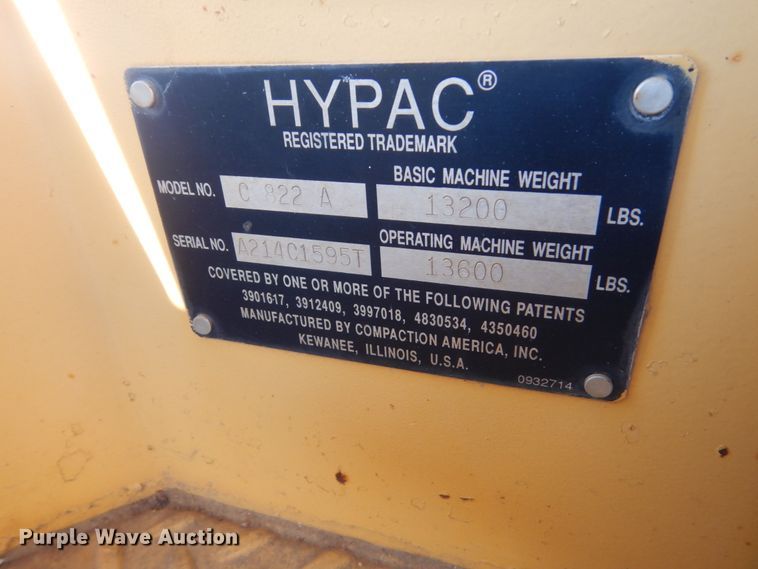 HYPAC®
REGISTERED TRADEMARK
BASIC MACHINE WEIGHT
MODEL NO. C 822 A 13200 LBS.
OPERATING MACHINE WEIGHT
SERIAL NO. A214C1595T 13600 LBS.
COVERED BY ONE OR MORE OF THE FOLLOWING PATENTS
3901617, 3912409, 3997018, 4830534, 4350460
MANUFACTURED BY COMPACTION AMERICA, INC.
KEWANEE, ILLINOIS, U.S.A.
0932714
Purple Wave Auction